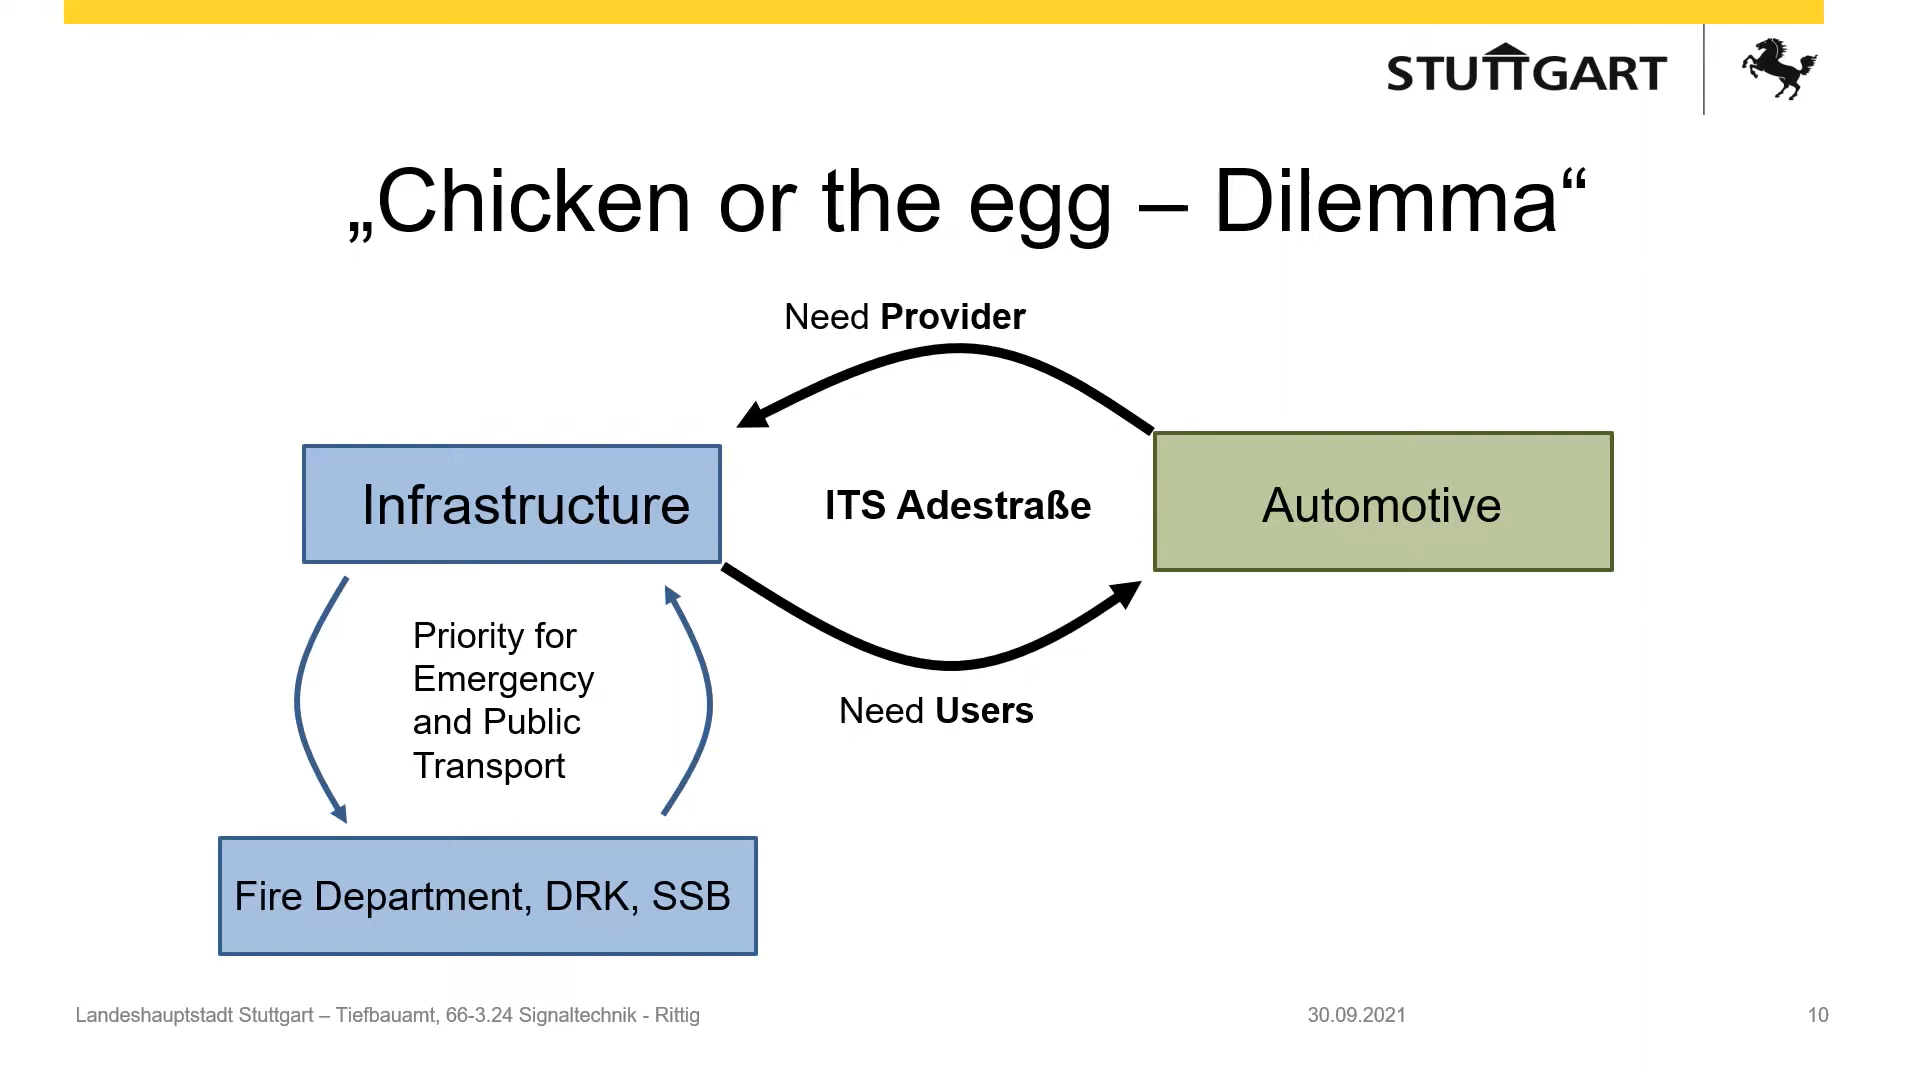 STUTTGART
„Chicken or the egg – Dilemma“
Need Provider
Infrastructure
ITS Adestraße
Automotive
Priority for
Emergency
and Public
Transport
Need Users
Fire Department, DRK, SSB
Landeshauptstadt Stuttgart – Tiefbauamt, 66-3.24 Signaltechnik - Rittig
30.09.2021
10